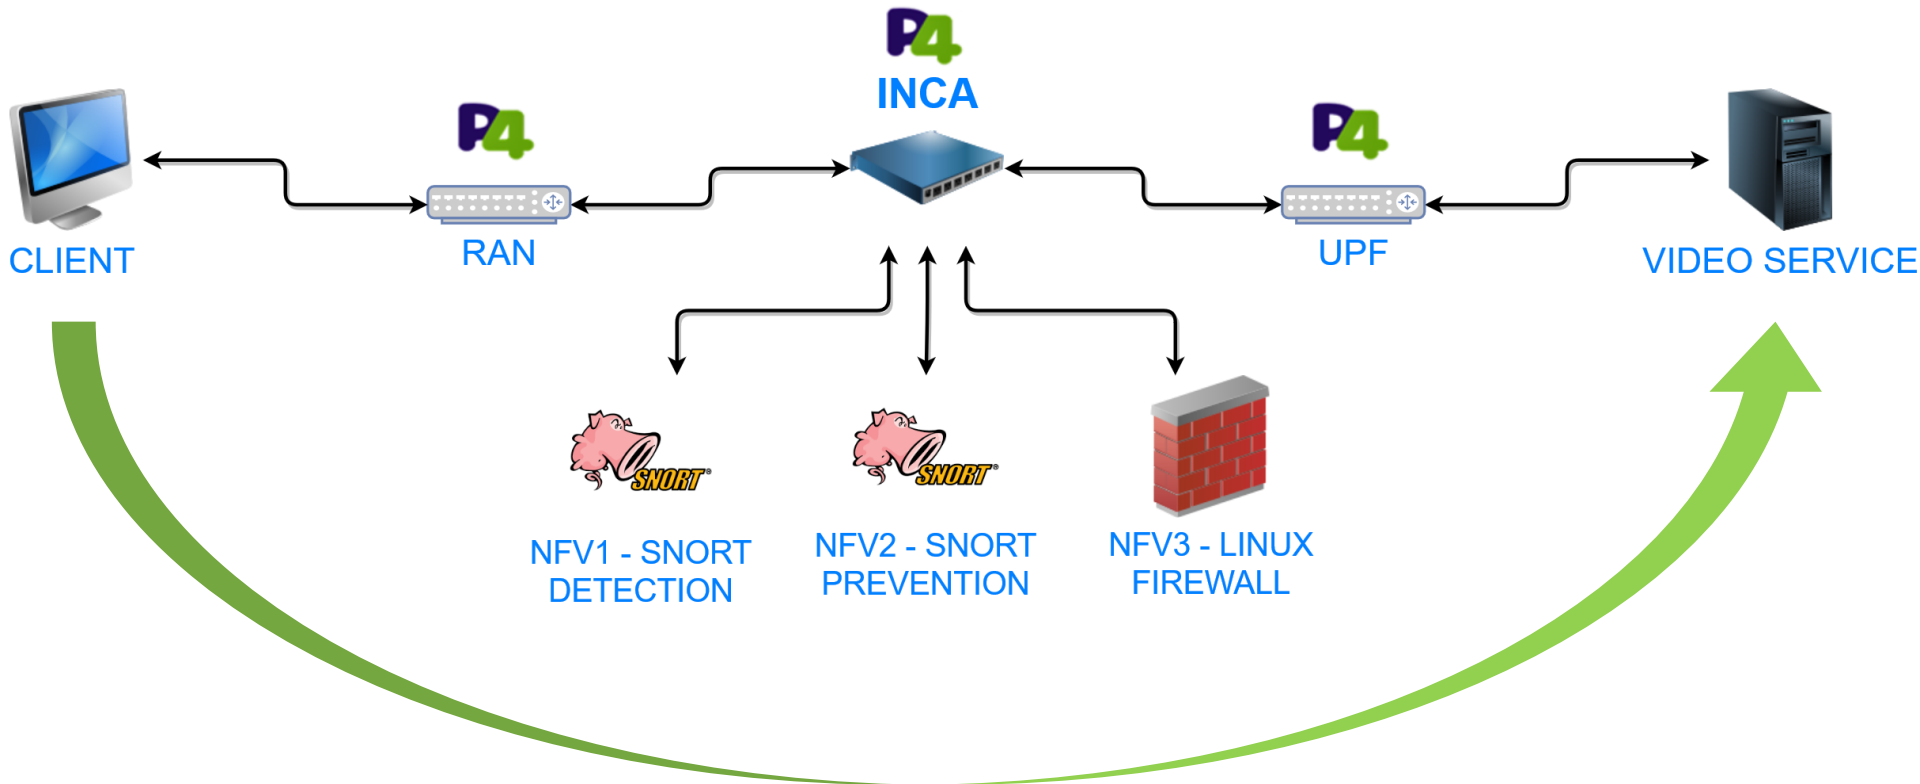 P4
INCA
P4
P4
CLIENT
RAN
UPF
VIDEO SERVICE
SNORT®
SNORT®
NFV1 - SNORT
DETECTION
NFV2 - SNORT
PREVENTION
NFV3 - LINUX
FIREWALL